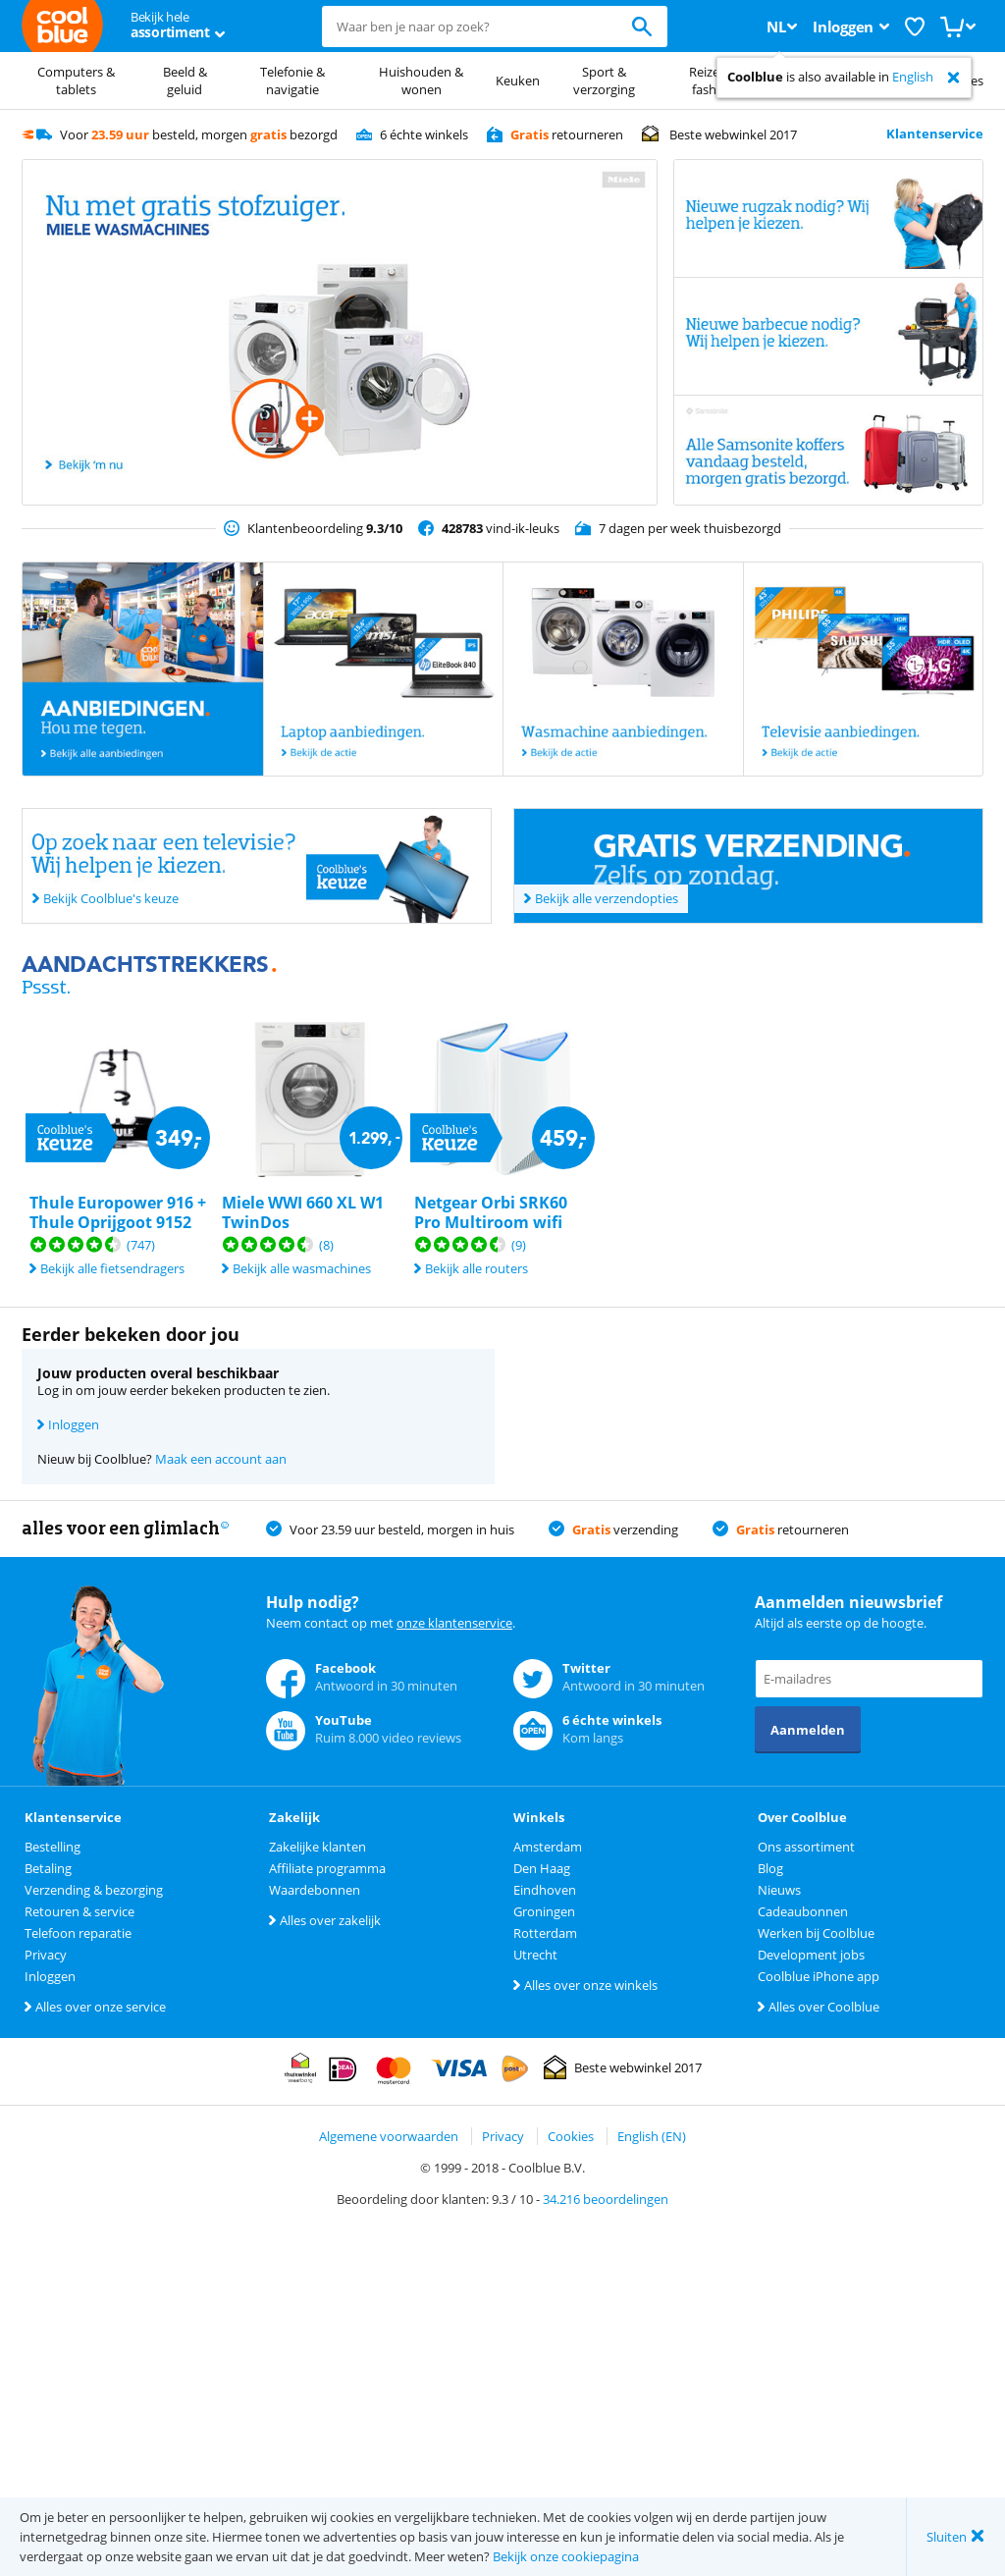 cool
blue
Bekijk hele
assortiment
Waar ben je naar op zoek?
NL
Inloggen
Computers &
tablets
Beeld &
geluid
Telefonie &
navigatie
Huishouden &
wonen
Keuken
Sport &
verzorging
Coolblue is also available in English
Voor 23.59 uur besteld, morgen gratis bezorgd
6 échte winkels
Gratis retourneren
Beste webwinkel 2017
Klantenservice
Miele
Nu met gratis stofzuiger.
MIELE WASMACHINES
Bekijk 'm nu
Nieuwe rugzak nodig? Wij
helpen je kiezen.
Nieuwe barbecue nodig?
Wij helpen je kiezen.
Samsonite
Alle Samsonite koffers
vandaag besteld,
morgen gratis bezorgd.
Klantenbeoordeling 9.3/10
428783 vind-ik-leuks
7 dagen per week thuisbezorgd
AANBIEDINGEN.
Hou me tegen.
Bekijk alle aanbiedingen
acer
msi
EliteBook 840
Laptop aanbiedingen.
Bekijk de actie
Wasmachine aanbiedingen.
Bekijk de actie
PHILIPS
SAMSUNG
LG
Televisie aanbiedingen.
Bekijk de actie
Op zoek naar een televisie?
Wij helpen je kiezen.
Bekijk Coolblue's keuze
Coolblue's
keuze
GRATIS VERZENDING.
Zelfs op zondag.
Bekijk alle verzendopties
AANDACHTSTREKKERS.
Pssst.
Coolblue's
Keuze
349,-
1.299,-
Coolblue's
Keuze
459,-
Thule Europower 916 +
Thule Oprijgoot 9152
(747)
Bekijk alle fietsendragers
Miele WWI 660 XL W1
TwinDos
(8)
Bekijk alle wasmachines
Netgear Orbi SRK60
Pro Multiroom wifi
(9)
Bekijk alle routers
Eerder bekeken door jou
Jouw producten overal beschikbaar
Log in om jouw eerder bekeken producten te zien.
Inloggen
Nieuw bij Coolblue? Maak een account aan
alles voor een glimlach
Voor 23.59 uur besteld, morgen in huis
Gratis verzending
Gratis retourneren
Hulp nodig?
Neem contact op met onze klantenservice.
Facebook
Antwoord in 30 minuten
Twitter
Antwoord in 30 minuten
YouTube
Ruim 8.000 video reviews
OPEN
6 échte winkels
Kom langs
Aanmelden nieuwsbrief
Altijd als eerste op de hoogte.
E-mailadres
Aanmelden
Klantenservice
Bestelling
Betaling
Verzending & bezorging
Retouren & service
Telefoon reparatie
Privacy
Inloggen
Alles over onze service
Zakelijk
Zakelijke klanten
Affiliate programma
Waardebonnen
Alles over zakelijk
Winkels
Amsterdam
Den Haag
Eindhoven
Groningen
Rotterdam
Utrecht
Alles over onze winkels
Over Coolblue
Ons assortiment
Blog
Nieuws
Cadeaubonnen
Werken bij Coolblue
Development jobs
Coolblue iPhone app
Alles over Coolblue
thuiswinkel
waarborg
iDEAL
mastercard
VISA
postnl
Beste webwinkel 2017
Algemene voorwaarden
Privacy
Cookies
English (EN)
© 1999 - 2018 - Coolblue B.V.
Beoordeling door klanten: 9.3 / 10 - 34.216 beoordelingen
Om je beter en persoonlijker te helpen, gebruiken wij cookies en vergelijkbare technieken. Met de cookies volgen wij en derde partijen jouw
internetgedrag binnen onze site. Hiermee tonen we advertenties op basis van jouw interesse en kun je informatie delen via social media. Als je
verdergaat op onze website gaan we ervan uit dat je dat goedvindt. Meer weten? Bekijk onze cookiepagina
Sluiten